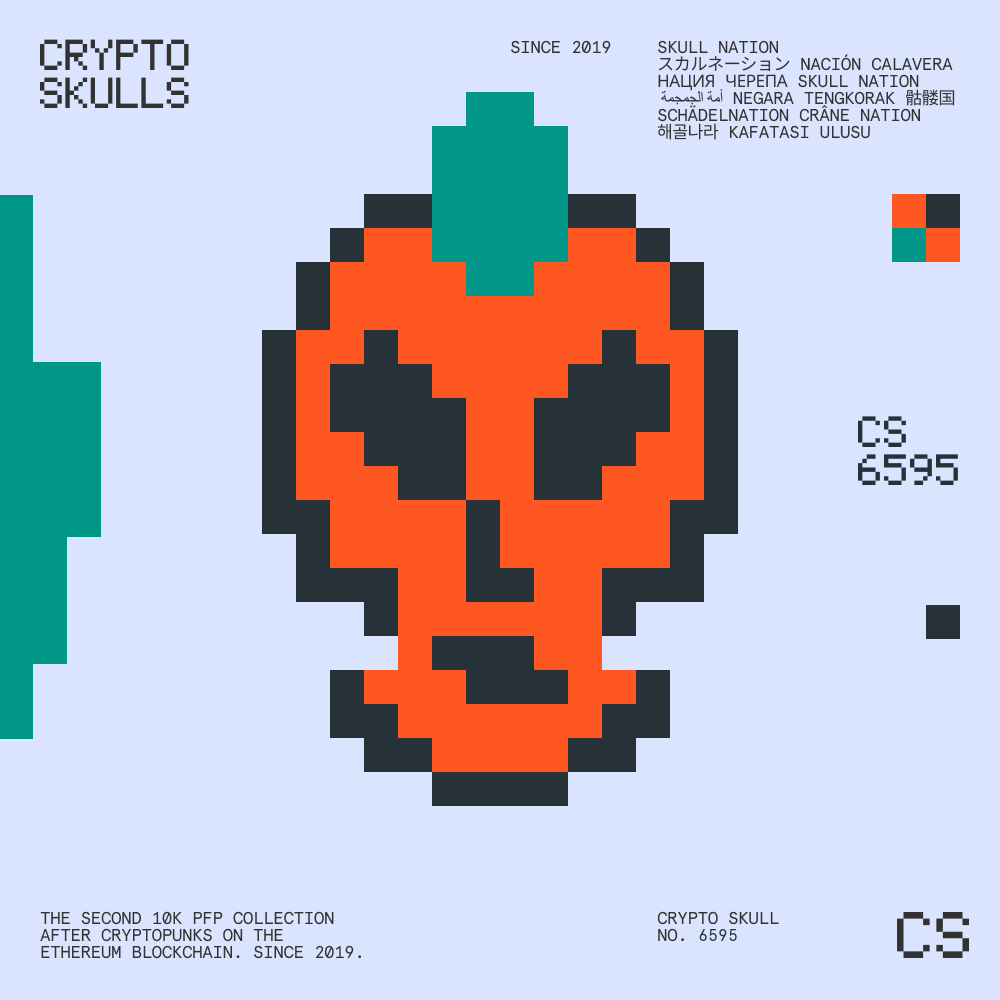 CRYPTO
SKULLS
SINCE 2019
SKULL NATION
スカルネーション NACIÓN CALAVERA
НАЦИЯ ЧЕРЕПА SKULL NATION
أمة الجمجمة NEGARA TENGKORAK 骷髅国
SCHÄDELNATION CRÂNE NATION
해골나라 KAFATASI ULUSU
CS
6595
THE SECOND 10K PFP COLLECTION
AFTER CRYPTOPUNKS ON THE
ETHEREUM BLOCKCHAIN. SINCE 2019.
CRYPTO SKULL
NO. 6595
CS